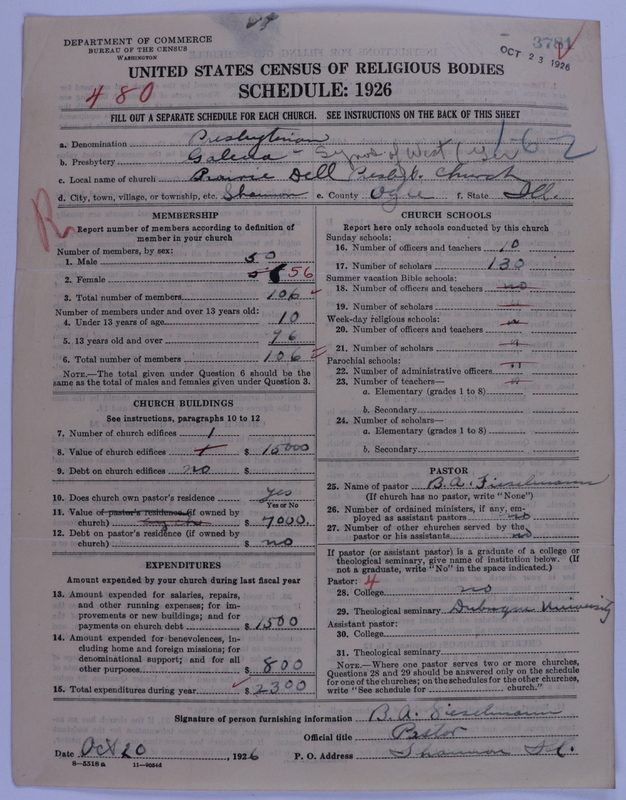 DEPARTMENT OF COMMERCE
BUREAU OF THE CENSUS
WASHINGTON
3781
OCT 23 1926
UNITED STATES CENSUS OF RELIGIOUS BODIES
480
SCHEDULE: 1926
FILL OUT A SEPARATE SCHEDULE FOR EACH CHURCH. SEE INSTRUCTIONS ON THE BACK OF THIS SHEET
1-62
a. Denomination Presbyterian
b. Presbytery Galena - Synod of West
c. Local name of church Prairie Dell Presbyt. Church
d. City, town, village, or township, etc. Shannon e. County Ogle f. State Ill.
R
MEMBERSHIP
Report number of members according to definition of
member in your church
Number of members, by sex:
1. Male 50
2. Female 56
3. Total number of members 106
Number of members under and over 13 years old:
4. Under 13 years of age 10
5. 13 years old and over 96
6. Total number of members 106
NOTE.—The total given under Question 6 should be the
same as the total of males and females given under Question 3.
CHURCH BUILDINGS
See instructions, paragraphs 10 to 12
7. Number of church edifices 1
8. Value of church edifices 1 $ 15000
9. Debt on church edifices no $
10. Does church own pastor's residence yes
Yes or No
11. Value of pastor's residence (if owned by
church) $ 7000.
12. Debt on pastor's residence (if owned by
church) $ no
EXPENDITURES
Amount expended by your church during last fiscal year
13. Amount expended for salaries, repairs,
and other running expenses; for im-
provements or new buildings; and for
payments on church debt $ 1500
14. Amount expended for benevolences, in-
cluding home and foreign missions; for
denominational support; and for all
other purposes $ 800
15. Total expenditures during year $ 2300
CHURCH SCHOOLS
Report here only schools conducted by this church
Sunday schools:
16. Number of officers and teachers 10
17. Number of scholars 130
Summer vacation Bible schools:
18. Number of officers and teachers no
19. Number of scholars "
Week-day religious schools:
20. Number of officers and teachers "
21. Number of scholars "
Parochial schools:
22. Number of administrative officers "
23. Number of teachers— "
a. Elementary (grades 1 to 8)
b. Secondary
24. Number of scholars—
a. Elementary (grades 1 to 8)
b. Secondary
PASTOR
25. Name of pastor B. A. Fieselmann
(If church has no pastor, write "None")
26. Number of ordained ministers, if any, em-
ployed as assistant pastors no
27. Number of other churches served by the
pastor or his assistants no
If pastor (or assistant pastor) is a graduate of a college or
theological seminary, give name of institution below. (If
not a graduate, write "No" in the space indicated.)
Pastor: 4
28. College no
29. Theological seminary Dubuque University
Assistant pastor:
30. College
31. Theological seminary
NOTE.—Where one pastor serves two or more churches,
Questions 28 and 29 should be answered only on the schedule
for one of the churches; on the schedules for the other churches,
write "See schedule for church."
Signature of person furnishing information B. A. Fieselmann
Official title Pastor
Date Oct 20, 1926 P. O. Address Shannon Ill.
8—5318 a 11—9056d